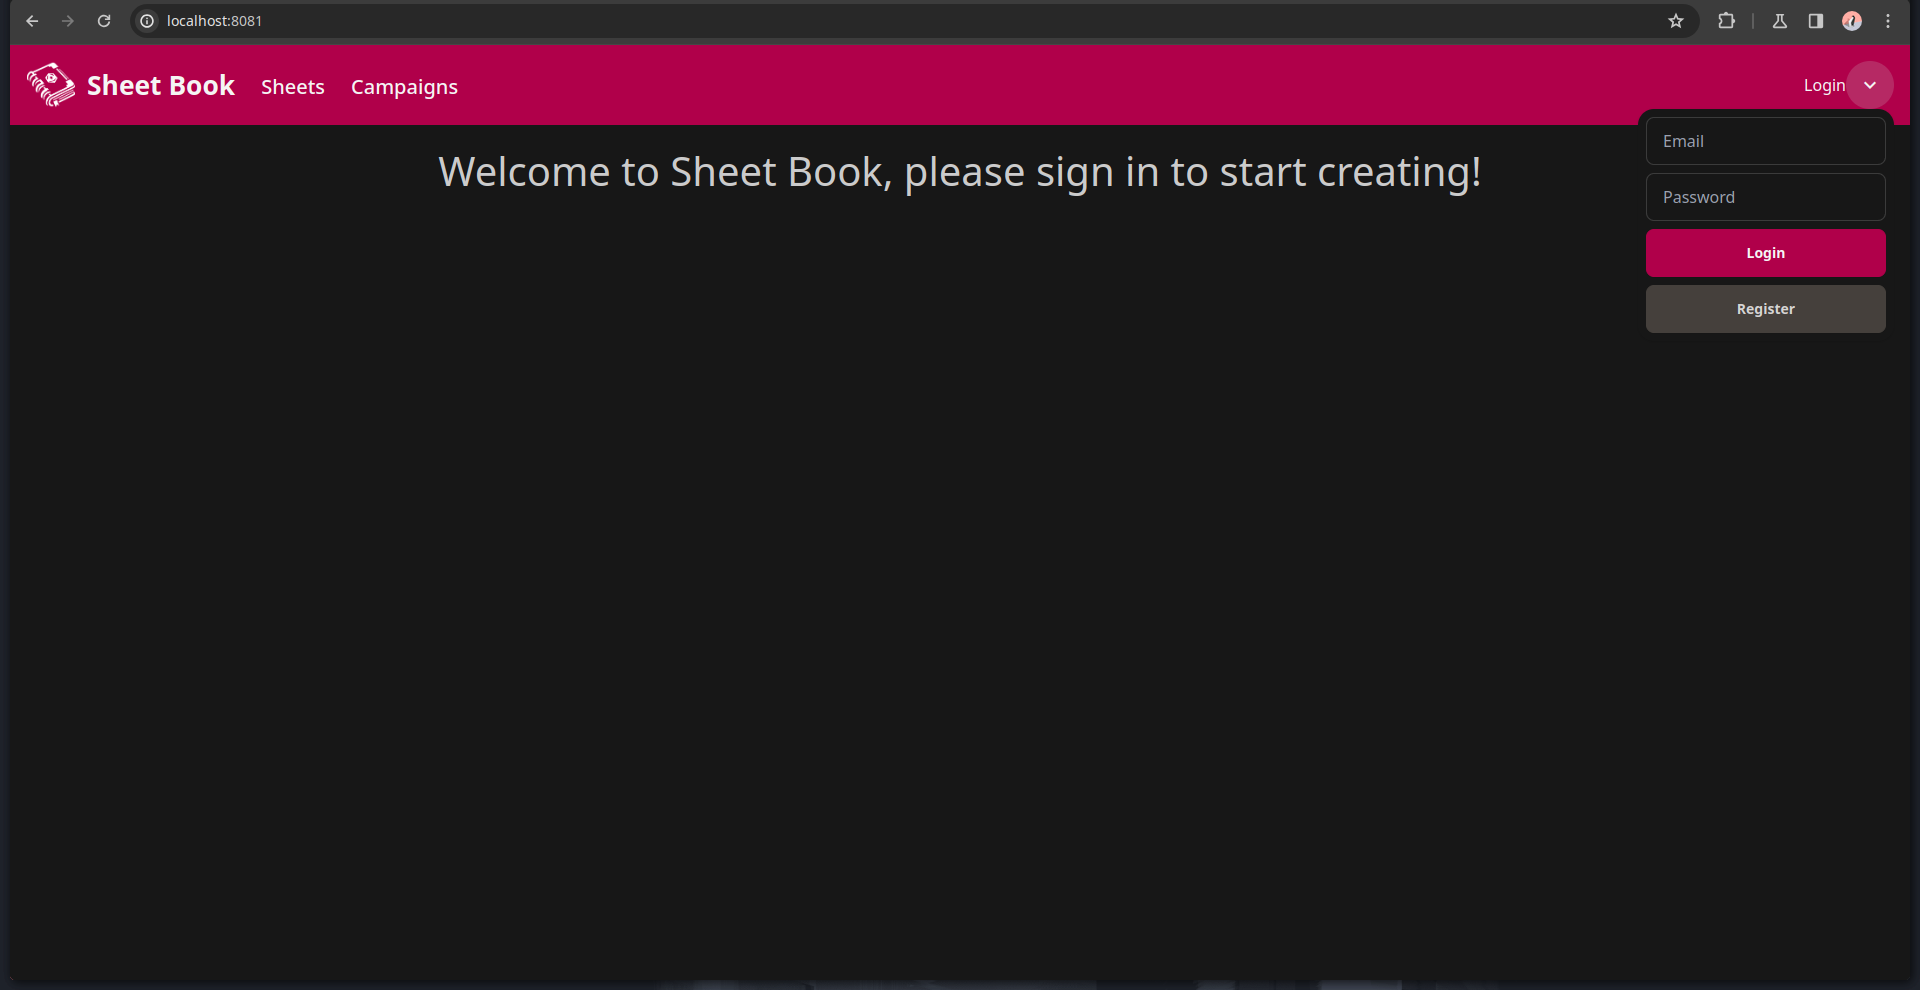 localhost:8081
Sheet Book Sheets Campaigns Login
Welcome to Sheet Book, please sign in to start creating!
Email
Password
Login
Register